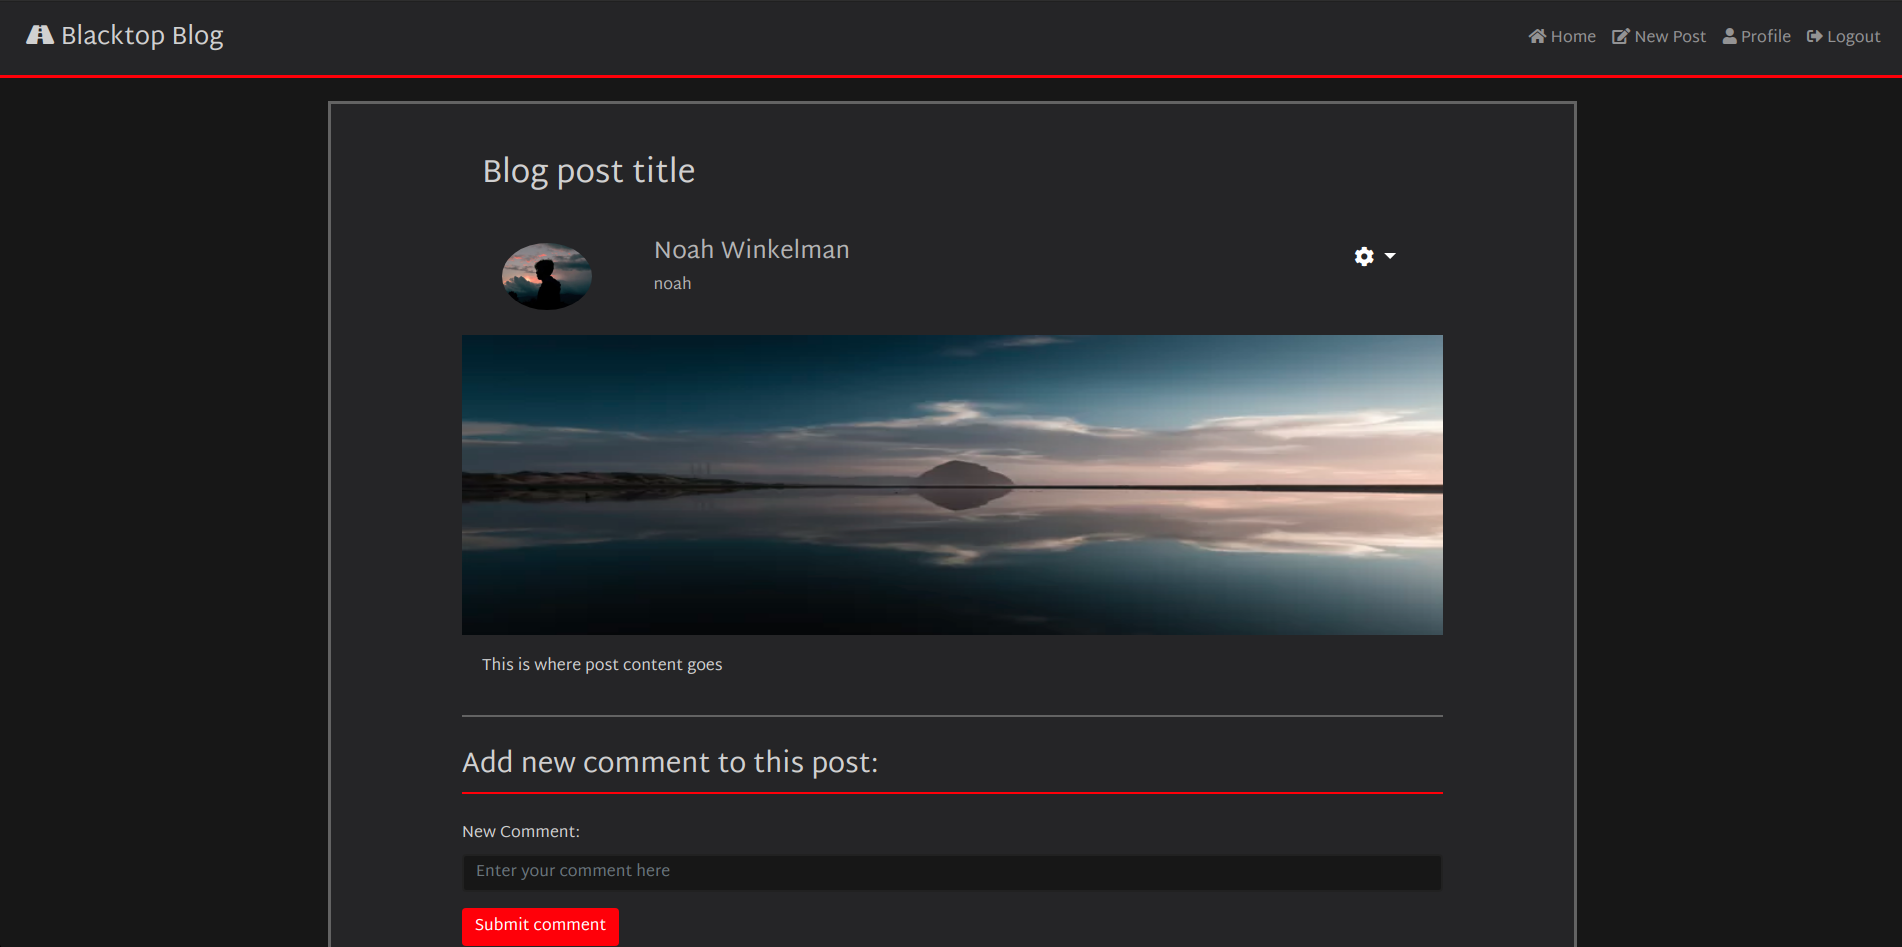 Blacktop Blog
Home New Post Profile Logout
Blog post title
Noah Winkelman
noah
This is where post content goes
Add new comment to this post:
New Comment:
Enter your comment here
Submit comment